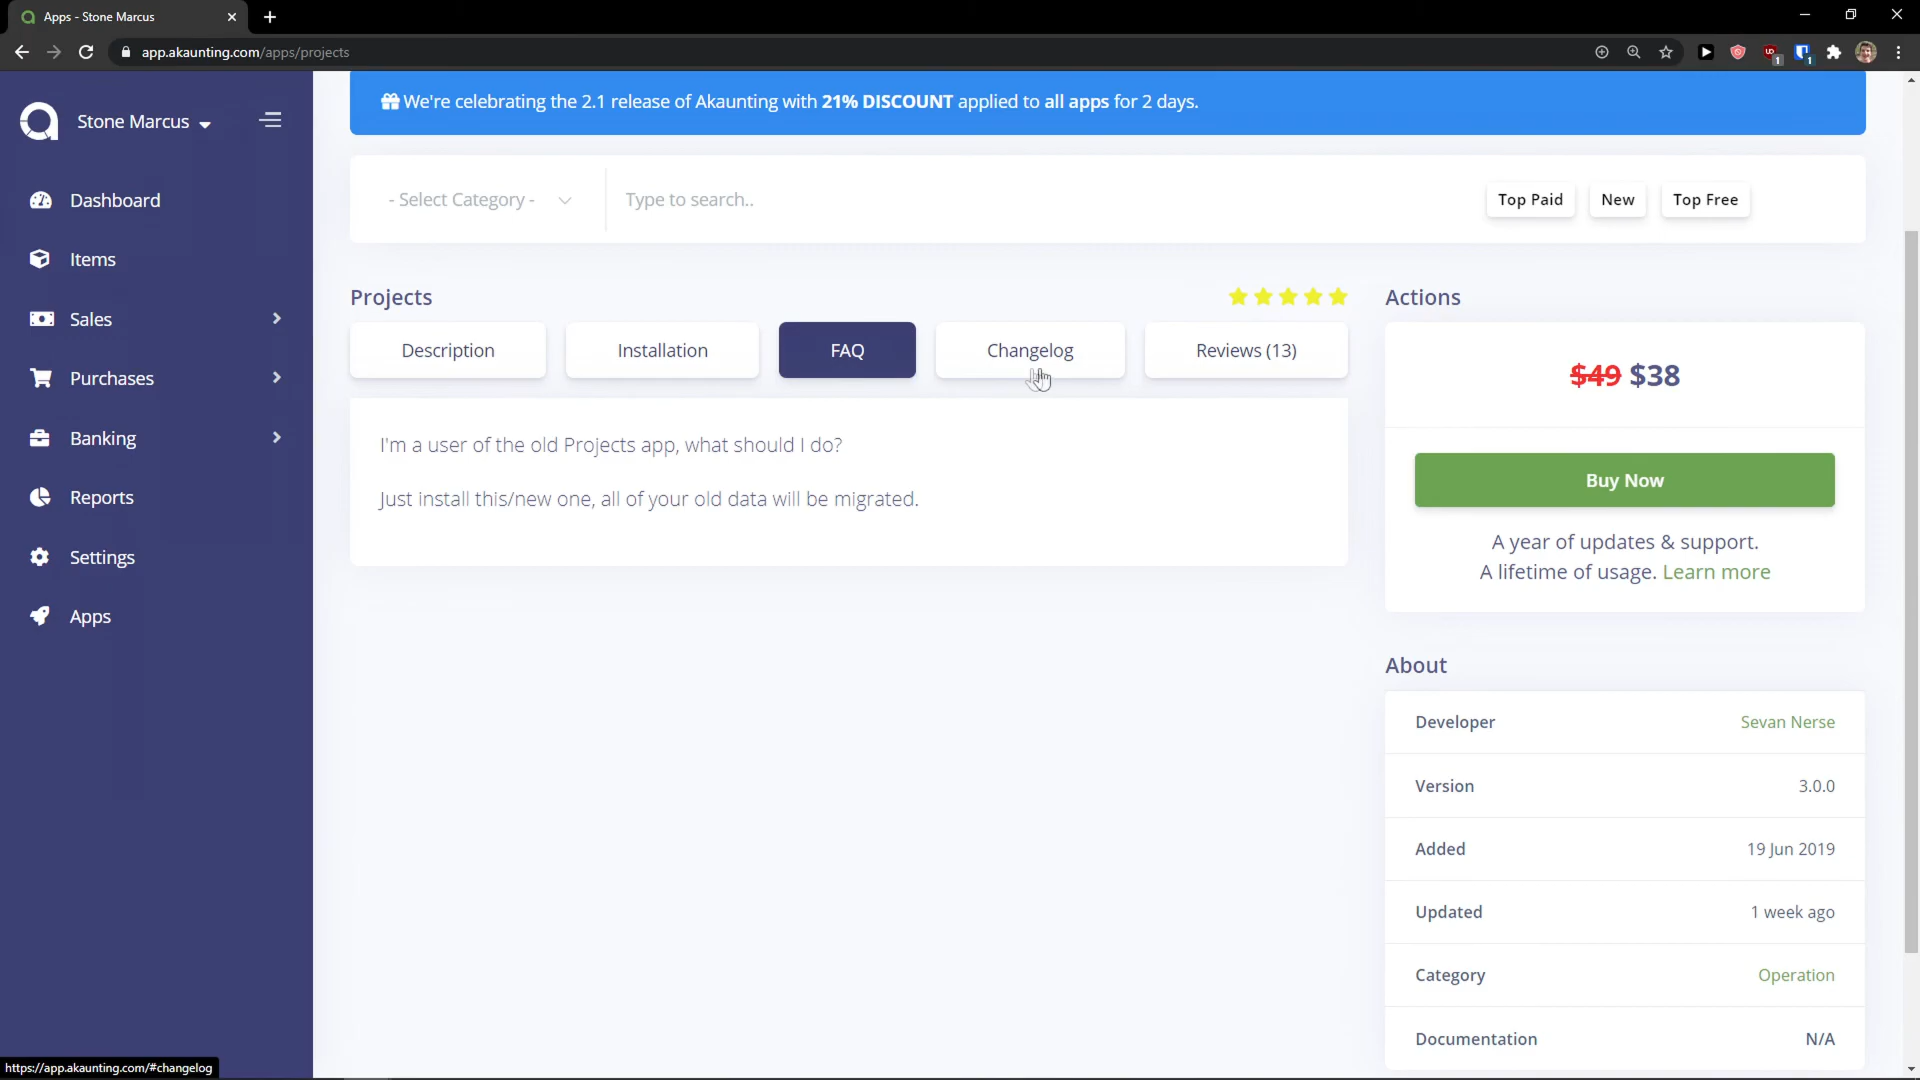 Apps - Stone Marcus
app.akaunting.com/apps/projects
Stone Marcus
Dashboard
Items
Sales
Purchases
Banking
Reports
Settings
Apps
We're celebrating the 2.1 release of Akaunting with 21% DISCOUNT applied to all apps for 2 days.
- Select Category -
Type to search..
Top Paid
New
Top Free
Projects
Description
Installation
FAQ
Changelog
Reviews (13)
I'm a user of the old Projects app, what should I do?
Just install this/new one, all of your old data will be migrated.
Actions
$49 $38
Buy Now
A year of updates & support.
A lifetime of usage. Learn more
About
Developer Sevan Nerse
Version 3.0.0
Added 19 Jun 2019
Updated 1 week ago
Category Operation
Documentation N/A
https://app.akaunting.com/#changelog